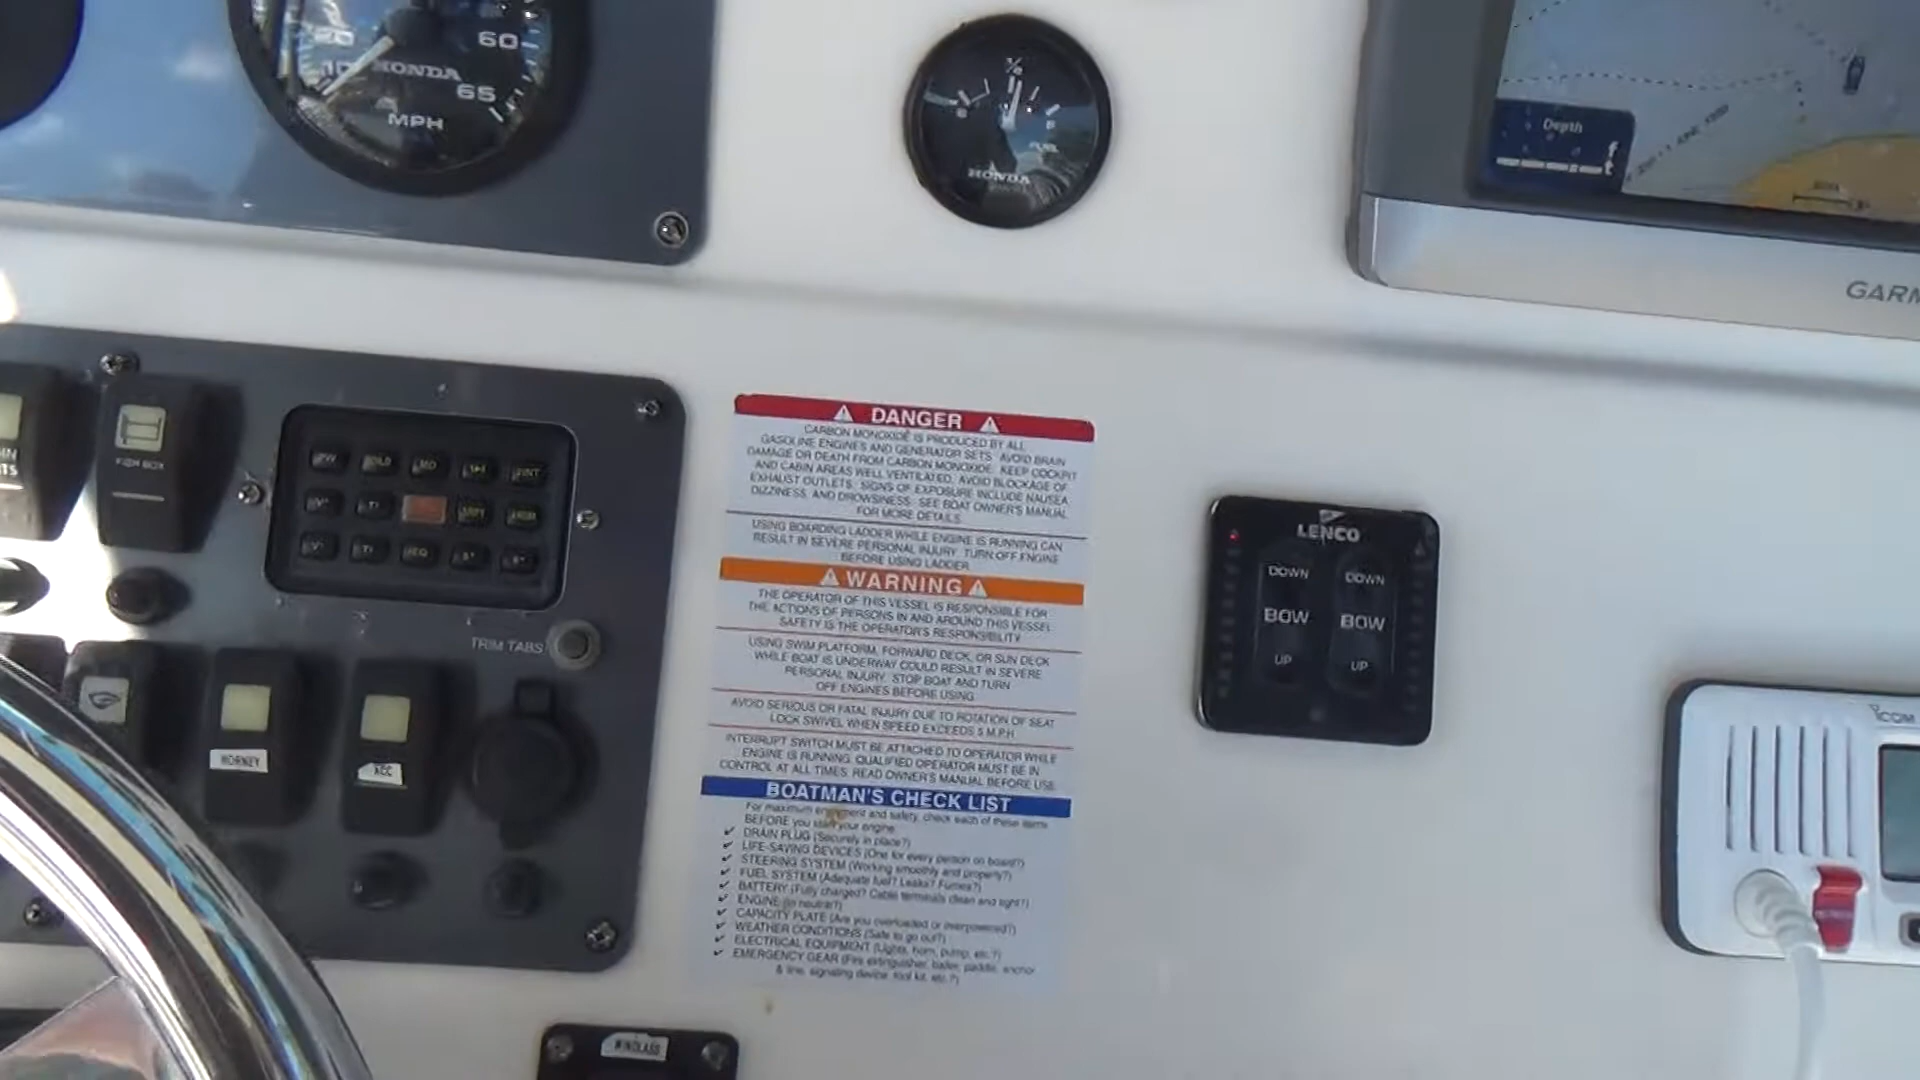 60
10
HONDA
65
MPH
1/2
FUEL
HONDA
Depth
GARM
FISH BOX
TRIM TABS
HORNEY
ACC
DANGER
CARBON MONOXIDE IS PRODUCED BY ALL
GASOLINE ENGINES AND GENERATOR SETS. AVOID BRAIN
DAMAGE OR DEATH FROM CARBON MONOXIDE. KEEP COCKPIT
AND CABIN AREAS WELL VENTILATED. AVOID BLOCKAGE OF
EXHAUST OUTLETS. SIGNS OF EXPOSURE INCLUDE NAUSEA,
DIZZINESS, AND DROWSINESS. SEE BOAT OWNER'S MANUAL
FOR MORE DETAILS.
USING BOARDING LADDER WHILE ENGINE IS RUNNING CAN
RESULT IN SEVERE PERSONAL INJURY. TURN OFF ENGINE
BEFORE USING LADDER.
WARNING
THE OPERATOR OF THIS VESSEL IS RESPONSIBLE FOR
THE ACTIONS OF PERSONS IN AND AROUND THIS VESSEL.
SAFETY IS THE OPERATOR'S RESPONSIBILITY.
USING SWIM PLATFORM, FORWARD DECK, OR SUN DECK
WHILE BOAT IS UNDERWAY COULD RESULT IN SEVERE
PERSONAL INJURY. STOP BOAT AND TURN
OFF ENGINES BEFORE USING.
AVOID SERIOUS OR FATAL INJURY DUE TO ROTATION OF SEAT
LOCK SWIVEL WHEN SPEED EXCEEDS 5 M.P.H.
INTERRUPT SWITCH MUST BE ATTACHED TO OPERATOR WHILE
ENGINE IS RUNNING. QUALIFIED OPERATOR MUST BE IN
CONTROL AT ALL TIMES. READ OWNER'S MANUAL BEFORE USE.
BOATMAN'S CHECK LIST
For maximum enjoyment and safety, check each of these items
BEFORE you start your engine.
✔ DRAIN PLUG (Securely in place?)
✔ LIFE-SAVING DEVICES (One for every person on board?)
✔ STEERING SYSTEM (Working smoothly and properly?)
✔ FUEL SYSTEM (Adequate fuel? Leaks? Fumes?)
✔ BATTERY (Fully charged? Cable terminals clean and tight?)
✔ ENGINE (In neutral?)
✔ CAPACITY PLATE (Are you overloaded or overpowered?)
✔ WEATHER CONDITIONS (Safe to go out?)
✔ ELECTRICAL EQUIPMENT (Lights, horn, pump, etc.?)
✔ EMERGENCY GEAR (Fire extinguisher, bailer, paddle, anchor
& line, signaling device, tool kit, etc.?)
LENCO
DOWN DOWN
BOW BOW
UP UP
ICOM
WINDLASS